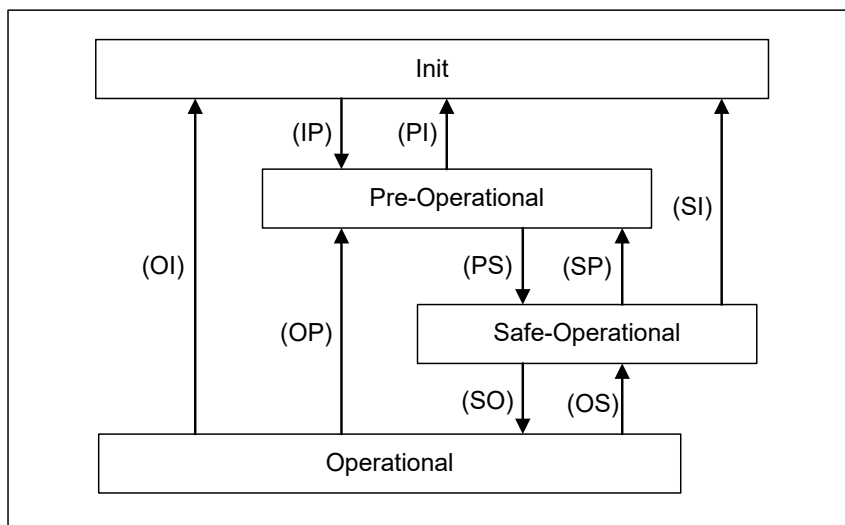 Init
(IP)
(PI)
Pre-Operational
(SI)
(OI)
(PS)
(SP)
(OP)
Safe-Operational
(SO)
(OS)
Operational